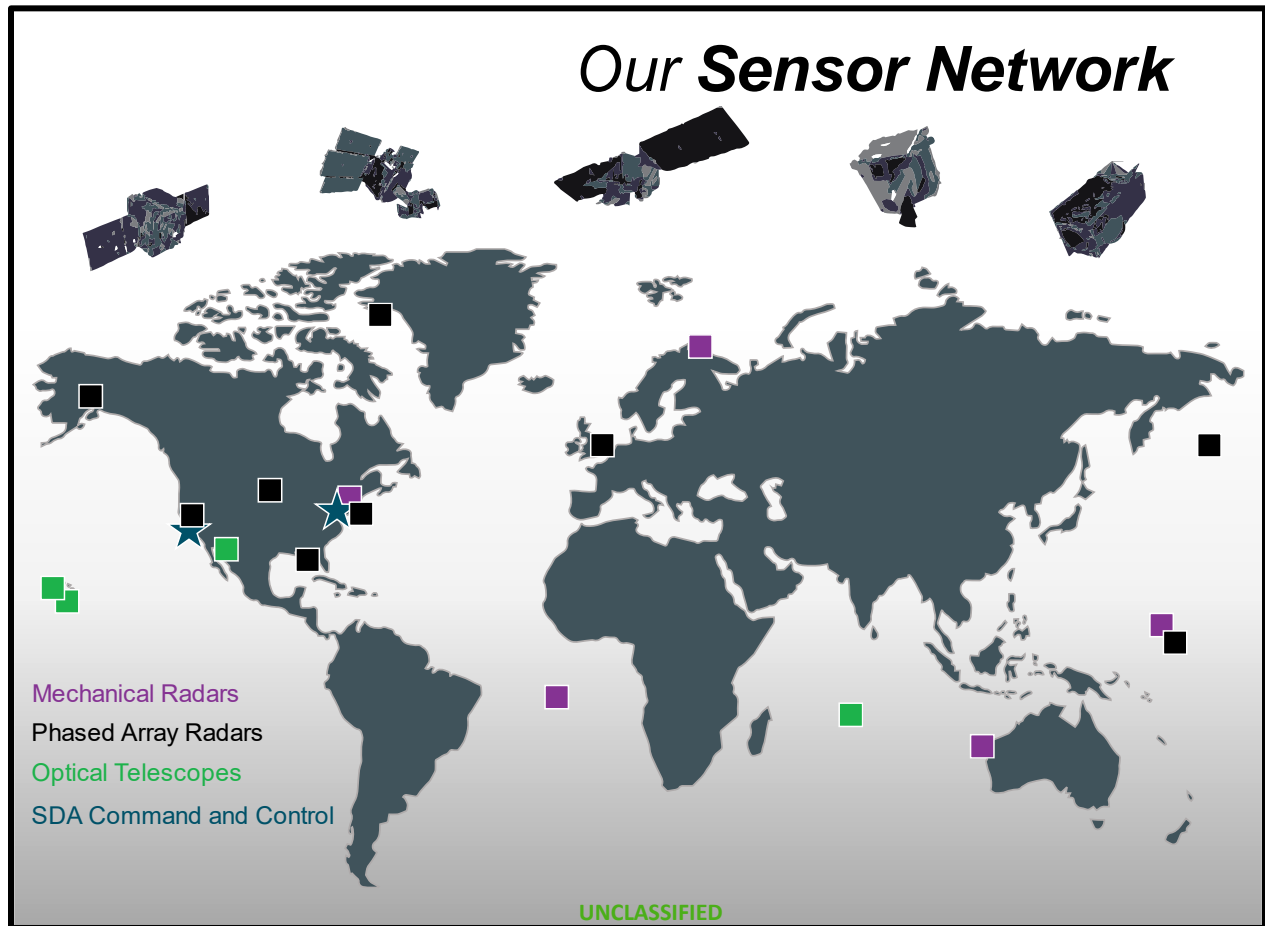 Our Sensor Network
Mechanical Radars
Phased Array Radars
Optical Telescopes
SDA Command and Control
UNCLASSIFIED